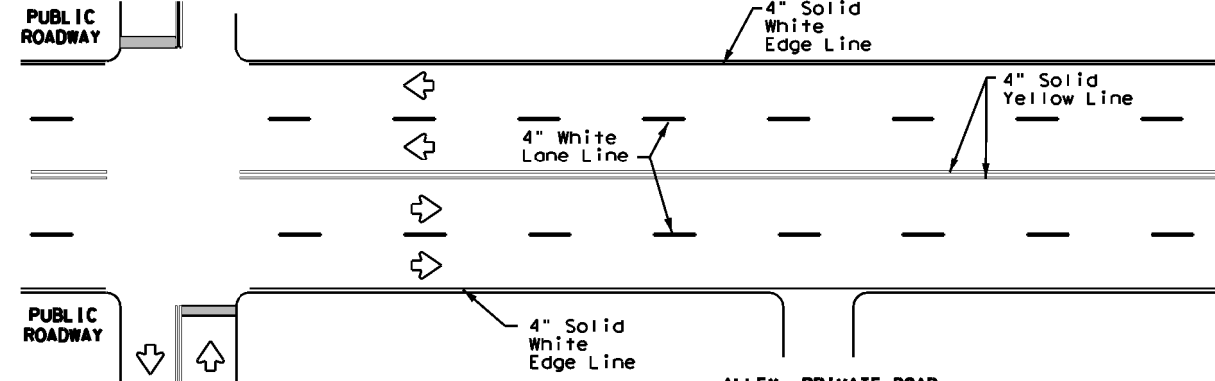 PUBLIC
ROADWAY
4" Solid
White
Edge Line
4" Solid
Yellow Line
4" White
Lane Line
PUBLIC
ROADWAY
4" Solid
White
Edge Line